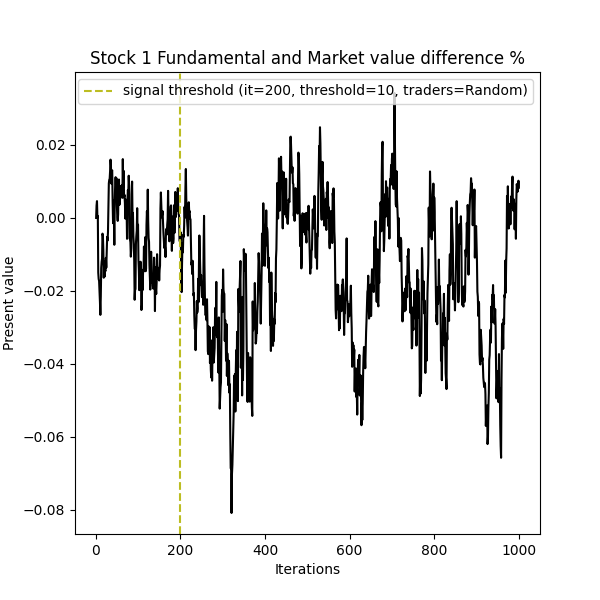 Stock 1 Fundamental and Market value difference %
signal threshold (it=200, threshold=10, traders=Random)
0.02
0.00
−0.02
−0.04
−0.06
−0.08
Present value
0 200 400 600 800 1000
Iterations